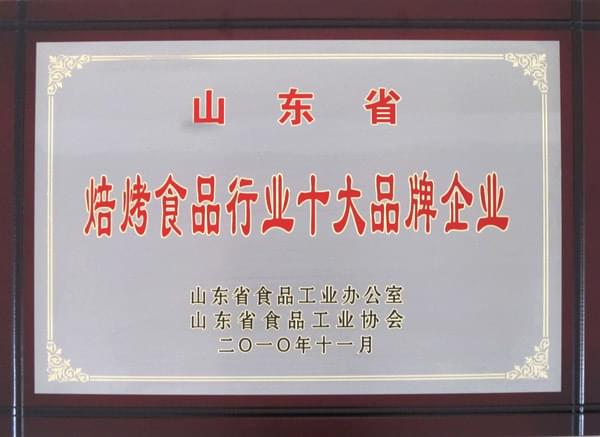 山东省
焙烤食品行业十大品牌企业
山东省食品工业办公室
山东省食品工业协会
二〇一〇年十一月